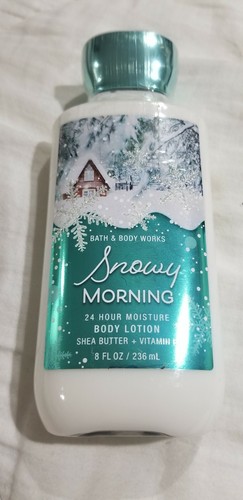 BATH & BODY WORKS
Snowy
MORNING
24 HOUR MOISTURE
BODY LOTION
SHEA BUTTER + VITAMIN E
8 FL OZ / 236 mL